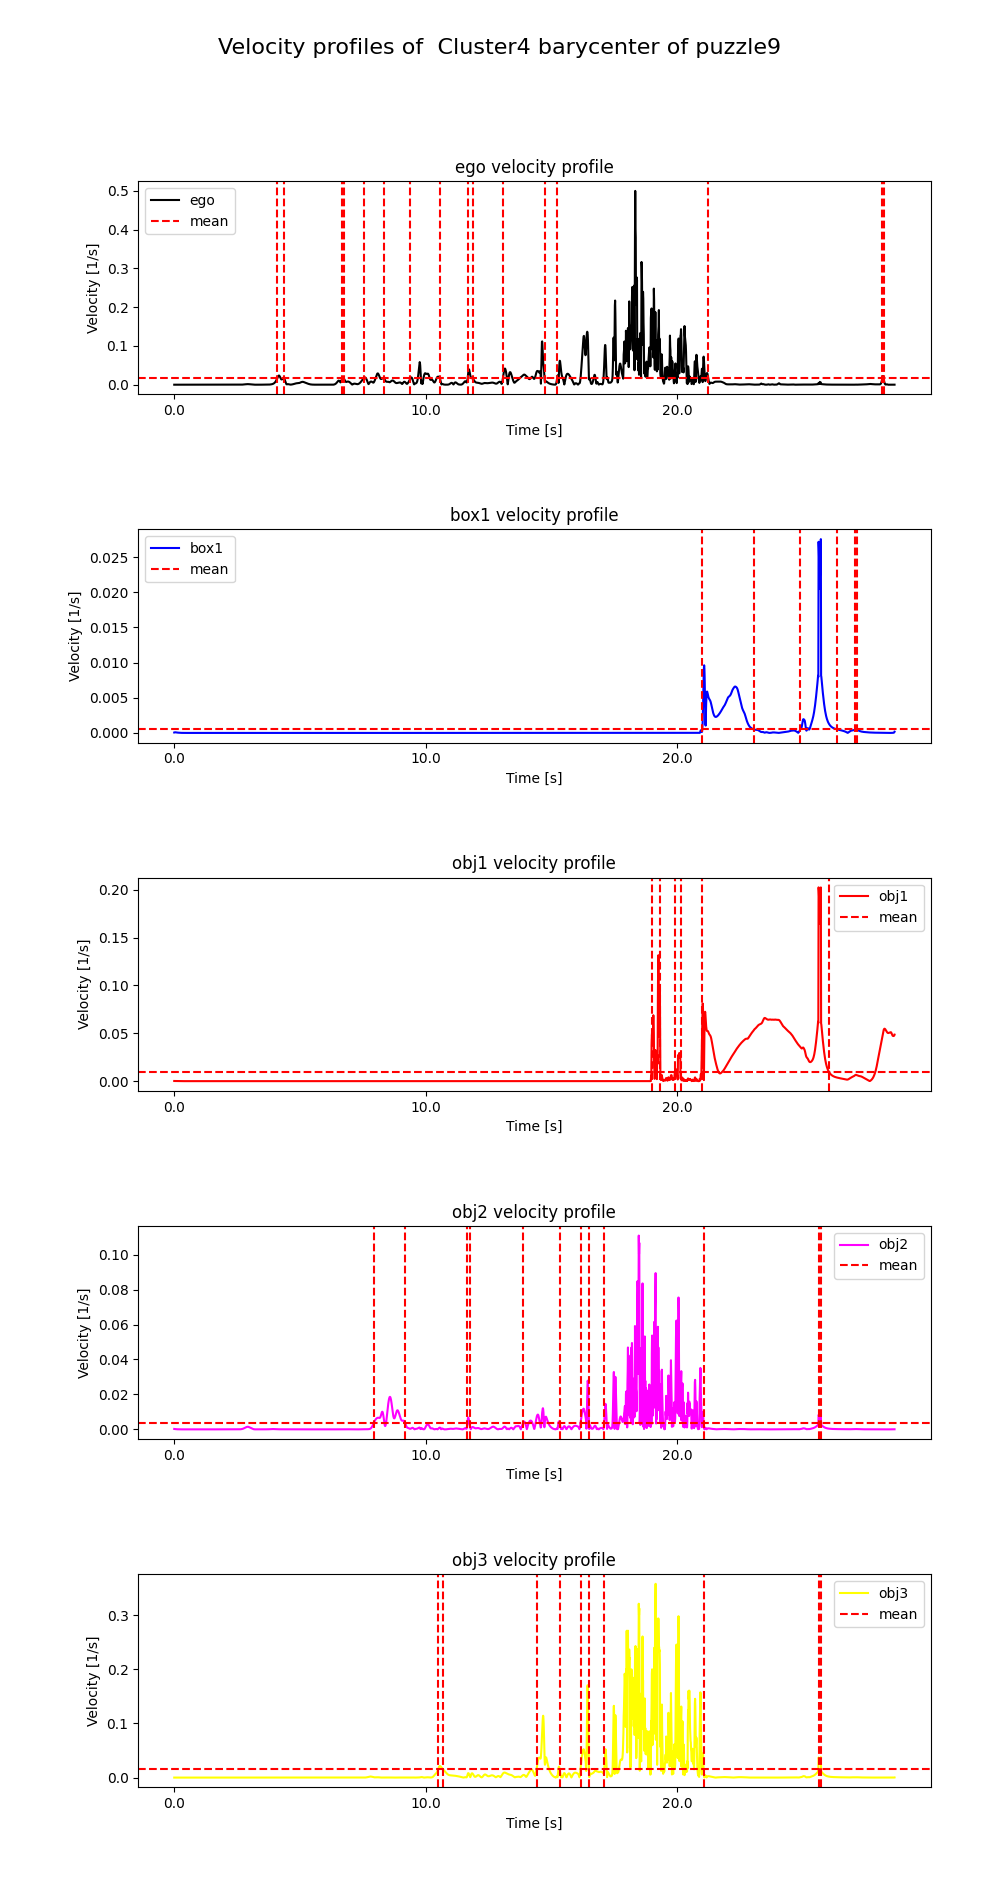 Velocity profiles of  Cluster4 barycenter of puzzle9
ego velocity profile
ego
mean
0.5
0.4
0.3
0.2
0.1
0.0
Velocity [1/s]
0.0 10.0 20.0
Time [s]
box1 velocity profile
box1
mean
0.025
0.020
0.015
0.010
0.005
0.000
Velocity [1/s]
0.0 10.0 20.0
Time [s]
obj1 velocity profile
obj1
mean
0.20
0.15
0.10
0.05
0.00
Velocity [1/s]
0.0 10.0 20.0
Time [s]
obj2 velocity profile
obj2
mean
0.10
0.08
0.06
0.04
0.02
0.00
Velocity [1/s]
0.0 10.0 20.0
Time [s]
obj3 velocity profile
obj3
mean
0.3
0.2
0.1
0.0
Velocity [1/s]
0.0 10.0 20.0
Time [s]